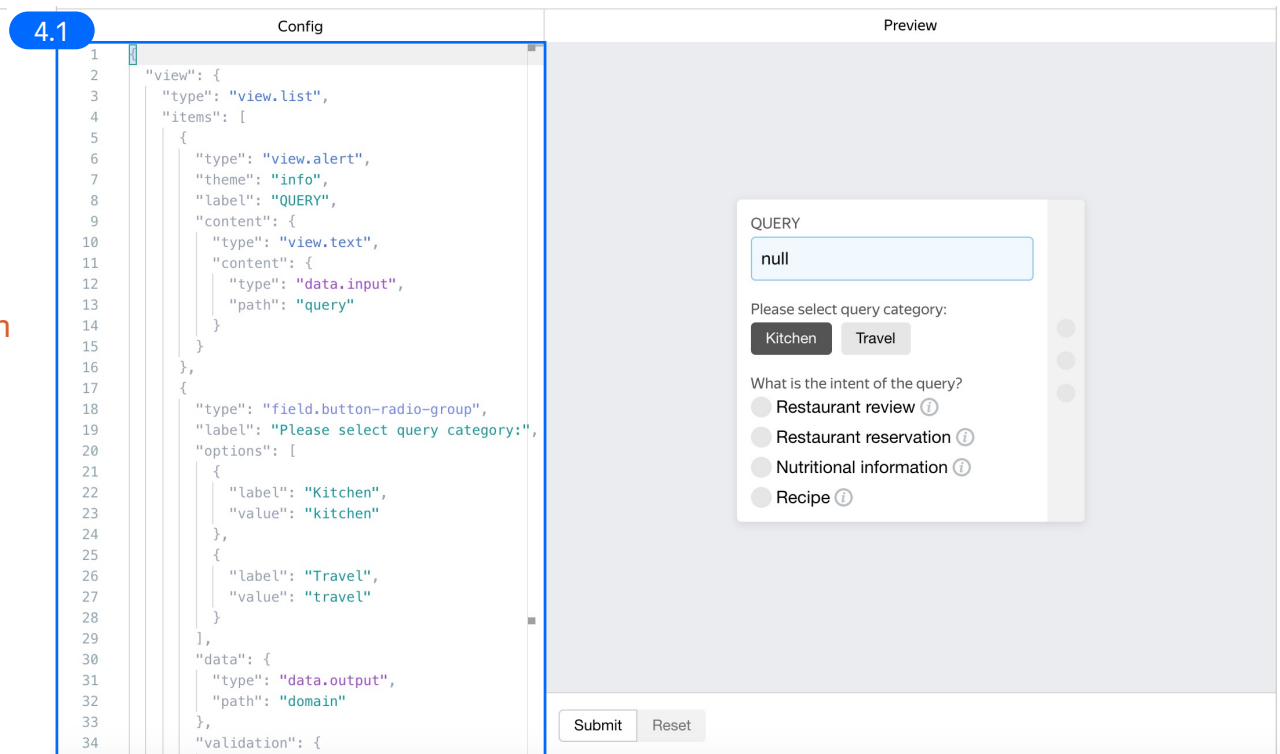 4.1
Config
1 {
2 "view": {
3 "type": "view.list",
4 "items": [
5 {
6 "type": "view.alert",
7 "theme": "info",
8 "label": "QUERY",
9 "content": {
10 "type": "view.text",
11 "content": {
12 "type": "data.input",
13 "path": "query"
14 }
15 }
16 },
17 {
18 "type": "field.button-radio-group",
19 "label": "Please select query category:",
20 "options": [
21 {
22 "label": "Kitchen",
23 "value": "kitchen"
24 },
25 {
26 "label": "Travel",
27 "value": "travel"
28 }
29 ],
30 "data": {
31 "type": "data.output",
32 "path": "domain"
33 },
34 "validation": {
Preview
QUERY
null
Please select query category:
Kitchen Travel
What is the intent of the query?
Restaurant review
Restaurant reservation
Nutritional information
Recipe
Submit Reset